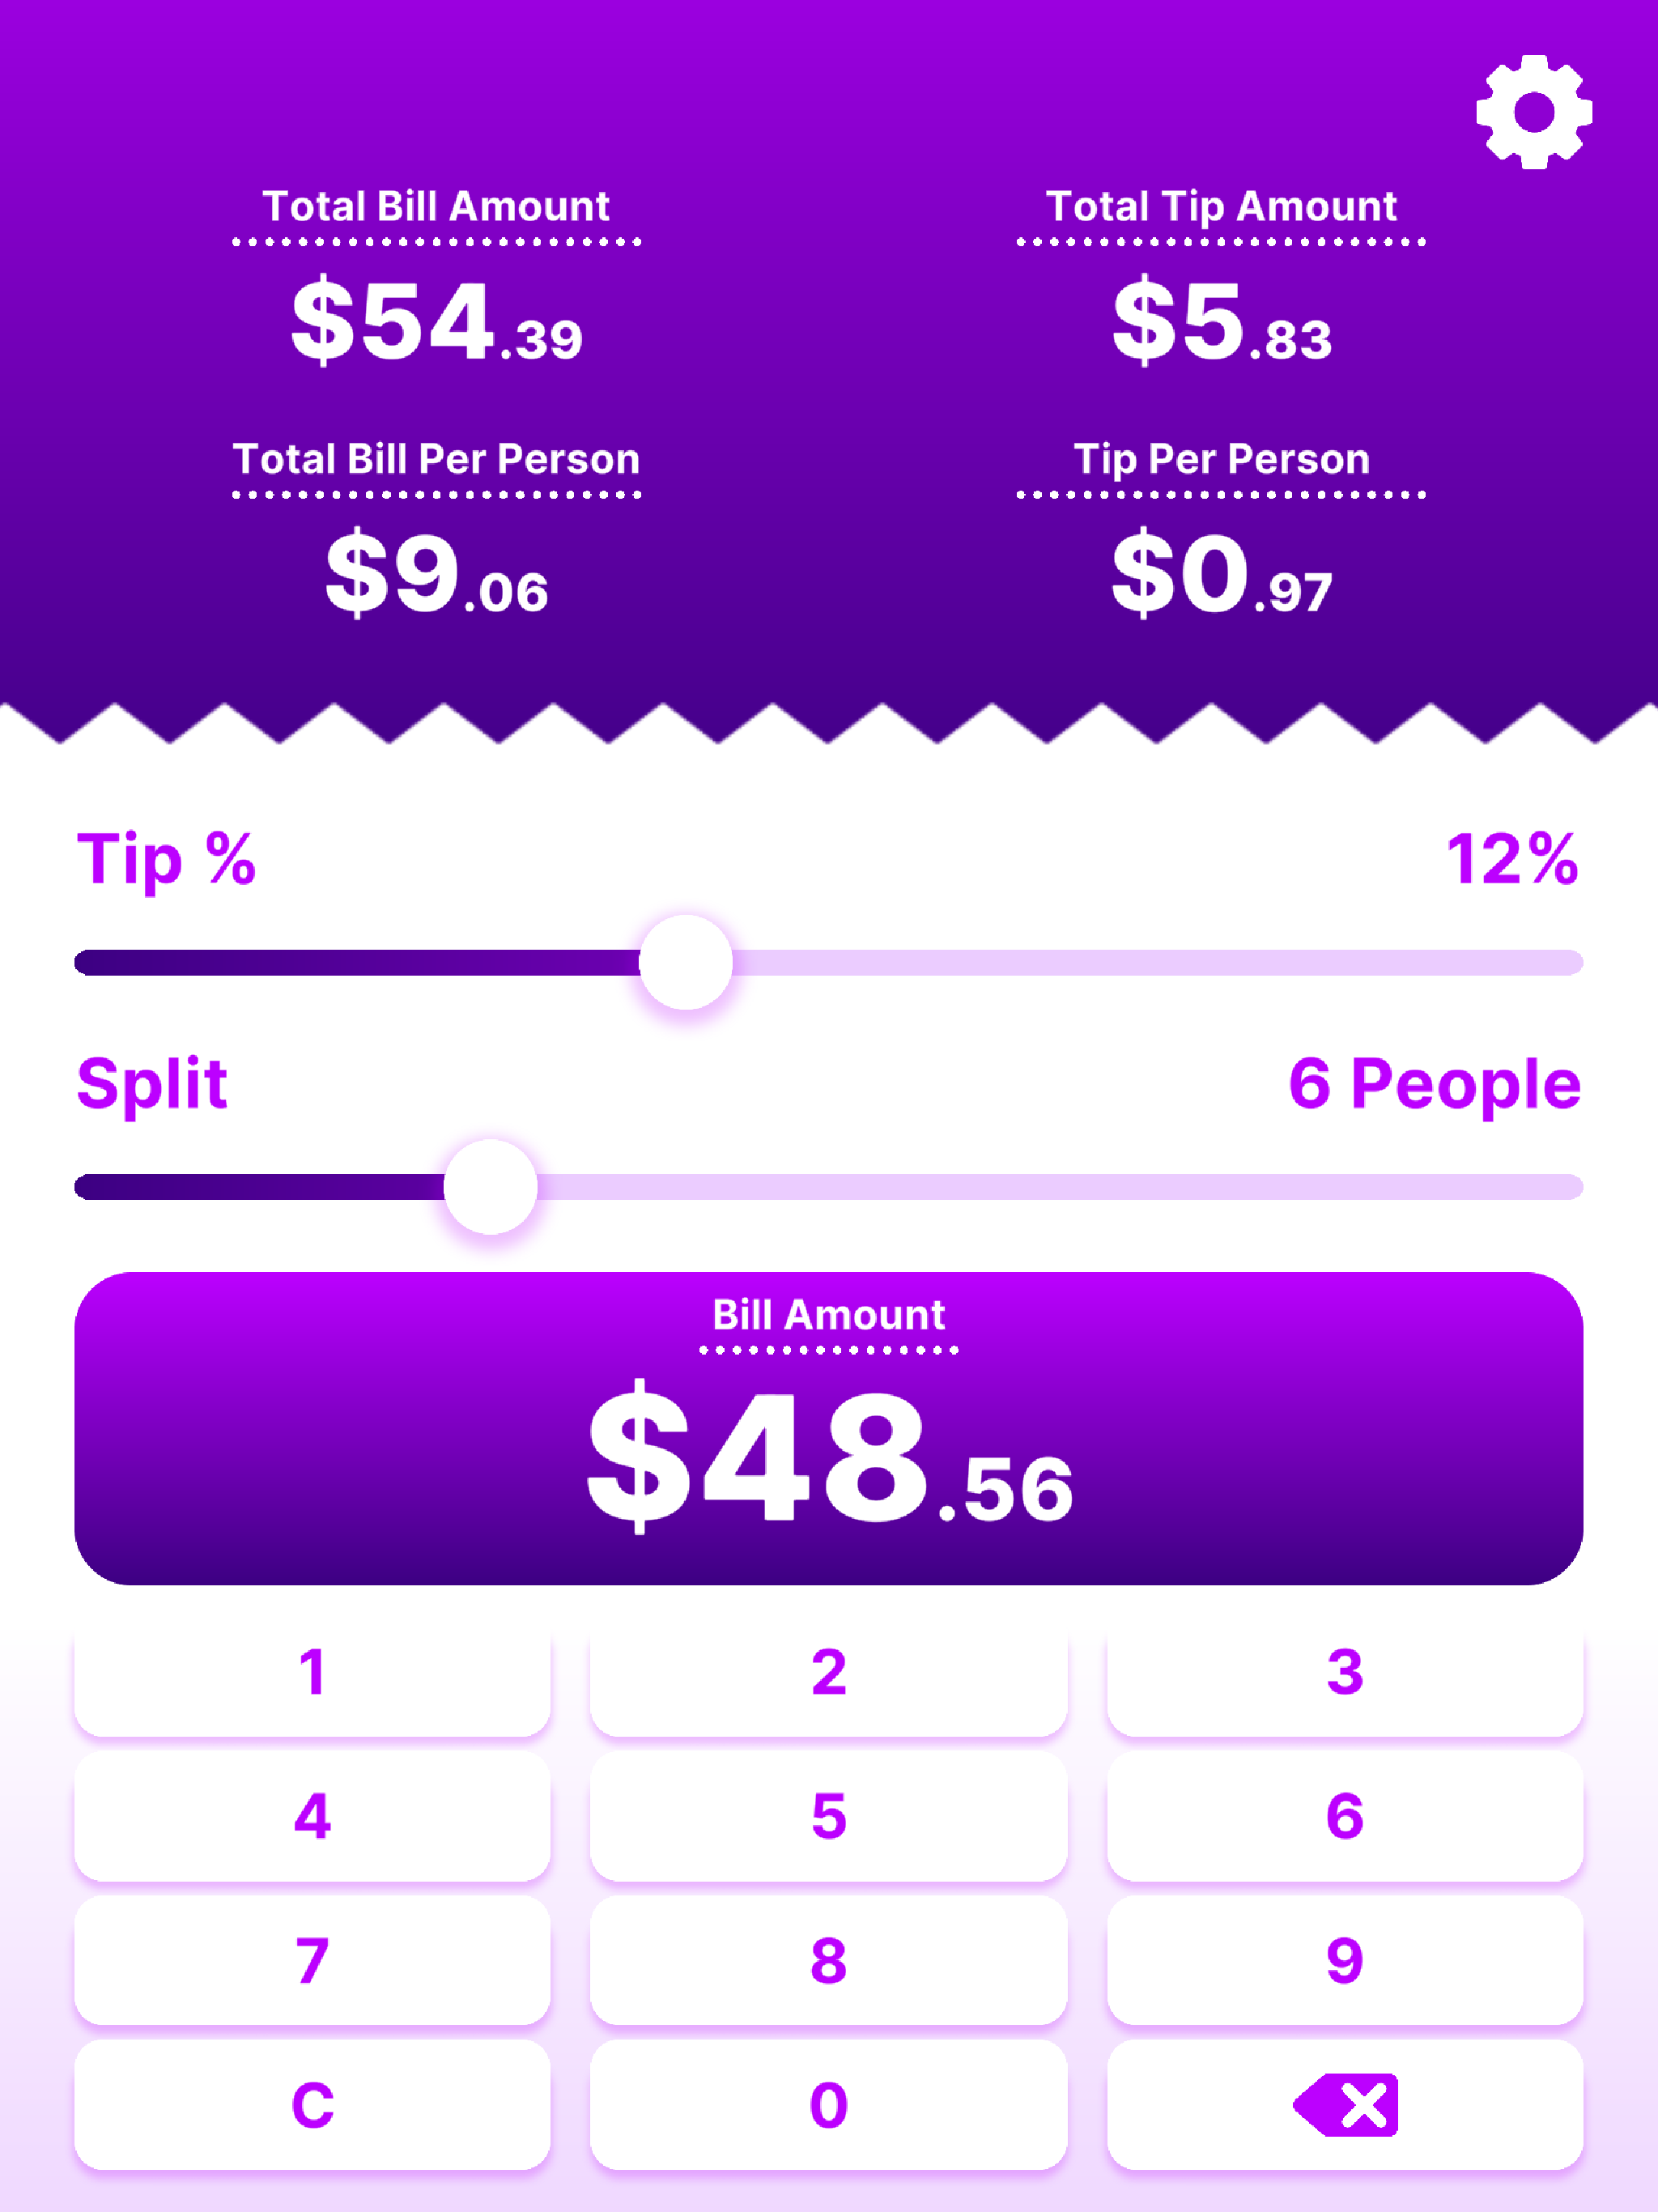 Total Bill Amount
Total Tip Amount
$54.39
$5.83
Total Bill Per Person
Tip Per Person
$9.06
$0.97
Tip %
12%
Split
6 People
Bill Amount
$48.56
1
2
3
4
5
6
7
8
9
C
0